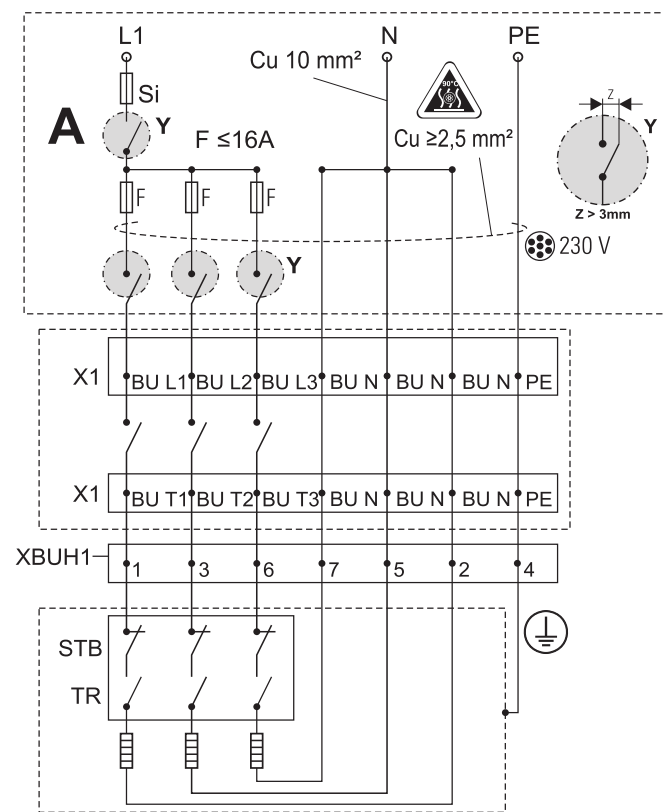 L1 N PE
Cu 10 mm²
90°C
Si
A Y F ≤16A Cu ≥2,5 mm²
Z
Y
Z > 3mm
F F F
230 V
Y
X1 BU L1 BU L2 BU L3 BU N BU N BU N PE
X1 BU T1 BU T2 BU T3 BU N BU N BU N PE
XBUH1 1 3 6 7 5 2 4
STB
TR